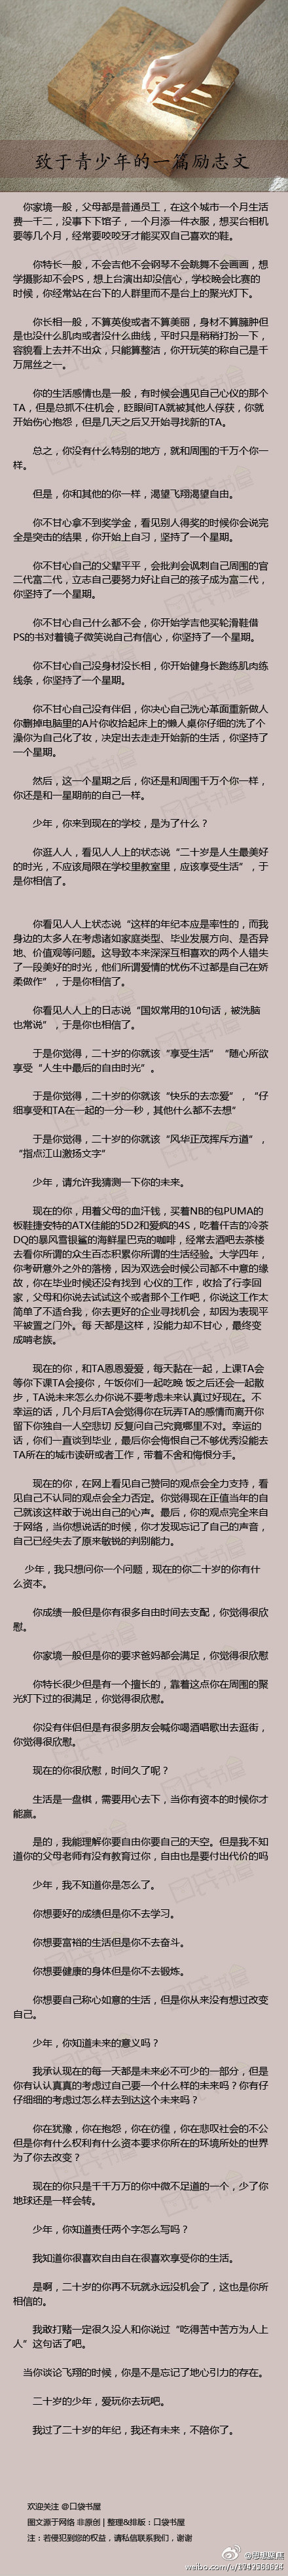 致于青少年的一篇励志文
你家境一般，父母都是普通员工，在这个城市一个月生活
费一千二，没事下下馆子，一个月添一件衣服，想买台相机
要等几个月，经常要咬咬牙才能买双自己喜欢的鞋。
你特长一般，不会吉他不会钢琴不会跳舞不会画画，想
学摄影却不会PS，想上台演出却没信心，学校晚会比赛的
时候，你经常站在台下的人群里而不是台上的聚光灯下。
你长相一般，不算英俊或者不算美丽，身材不算臃肿但
是也没什么肌肉或者没什么曲线，平时只是稍稍打扮一下，
容貌看上去并不出众，只能算整洁，你开玩笑的称自己是千
万屌丝之一。
你的生活感情也是一般，有时候会遇见自己心仪的那个
TA，但是总抓不住机会，眨眼间TA就被其他人俘获，你就
开始伤心抱怨，但是几天之后又开始寻找新的TA。
总之，你没有什么特别的地方，就和周围的千万个你一
样。
但是，你和其他的你一样，渴望飞翔渴望自由。
你不甘心拿不到奖学金，看见别人得奖的时候你会说完
全是突击的结果，你开始上自习，坚持了一个星期。
你不甘心自己的父辈平平，会批判会讽刺自己周围的官
二代富二代，立志自己要努力好让自己的孩子成为富二代，
你坚持了一个星期。
你不甘心自己什么都不会，你开始学吉他买轮滑鞋借
PS的书对着镜子微笑说自己有信心，你坚持了一个星期。
你不甘心自己没身材没长相，你开始健身长跑练肌肉练
线条，你坚持了一个星期。
你不甘心自己没有伴侣，你决心自己洗心革面重新做人
你删掉电脑里的A片你收拾起床上的懒人桌你仔细的洗了个
澡你为自己化了妆，决定出去走走开始新的生活，你坚持了
一个星期。
然后，这一个星期之后，你还是和周围千万个你一样，
你还是和一星期前的自己一样。
少年，你来到现在的学校，是为了什么？
你逛人人，看见人人上的状态说“二十岁是人生最美好
的时光，不应该局限在学校里教室里，应该享受生活”，于
是你相信了。
你看见人人上状态说“这样的年纪本应是率性的，而我
身边的太多人在考虑诸如家庭类型、毕业发展方向、是否异
地、价值观等问题。这导致本来深深互相喜欢的两个人错失
了一段美好的时光，他们所谓爱情的忧伤不过都是自己在矫
柔做作”，于是你相信了。
你看见人人上的日志说“国奴常用的10句话，被洗脑
也常说”，于是你也相信了。
于是你觉得，二十岁的你就该“享受生活”“随心所欲
享受“人生中最后的自由时光”。
于是你觉得，二十岁的你就该“快乐的去恋爱”，“仔
细享受和TA在一起的一分一秒，其他什么都不去想”
于是你觉得，二十岁的你就该“风华正茂挥斥方遒”，
“指点江山激扬文字”
少年，请允许我猜测一下你的未来。
现在的你，用着父母的血汗钱，买着NB的包PUMA的
板鞋捷安特的ATX佳能的5D2和爱疯的4S，吃着仟吉的冷茶
DQ的暴风雪银鲨的海鲜星巴克的咖啡，经常去酒吧去茶楼
去看你所谓的众生百态积累你所谓的生活经验。大学四年，
你考研意外之外的落榜，因为双选会时候公司都不中意的缘
故，你在毕业时候还没有找到 心仪的工作，收拾了行李回
家，父母和你说去试试这个或者那个工作吧，你说这工作太
简单了不适合我，你去更好的企业寻找机会，却因为表现平
平被置之门外。每 天都是这样，没能力却不甘心，最终变
成啃老族。
现在的你，和TA恩恩爱爱，每天黏在一起，上课TA会
等你下课TA会接你，午饭你们一起吃晚 饭之后还会一起散
步，TA说未来怎么办你说不要考虑未来认真过好现在。不
幸运的话，几个月后TA会觉得你在玩弄TA的感情而离开你
留下你独自一人空悲切 反复问自己究竟哪里不对。幸运的
话，你们一直谈到毕业，最后你会悔恨自己不够优秀没能去
TA所在的城市读研或者工作，带着不舍和悔恨分手。
现在的你，在网上看见自己赞同的观点会全力支持，看
见自己不认同的观点会全力否定。你觉得现在正值当年的自
己就该这样敢于说出自己的心声。最后，你的观点完全来自
于网络，当你想说话的时候，你才发现忘记了自己的声音，
自己已经失去了原来敏锐的判别能力。
少年，我只想问你一个问题，现在的你二十岁的你有什
么资本。
你成绩一般但是你有很多自由时间去支配，你觉得很欣
慰。
你家境一般但是你的要求爸妈都会满足，你觉得很欣慰
你特长很少但是有一个擅长的，靠着这点你在周围的聚
光灯下过的很满足，你觉得很欣慰。
你没有伴侣但是有很多朋友会喊你喝酒唱歌出去逛街，
你觉得很欣慰。
现在的你很欣慰，时间久了呢？
生活是一盘棋，需要用心去下，当你有资本的时候你才
能赢。
是的，我能理解你要自由你要自己的天空。但是我不知
道你的父母老师有没有教育过你，自由也是要付出代价的吗
少年，我不知道你是怎么了。
你想要好的成绩但是你不去学习。
你想要富裕的生活但是你不去奋斗。
你想要健康的身体但是你不去锻炼。
你想要自己称心如意的生活，但是你从来没有想过改变
自己。
少年，你知道未来的意义吗？
我承认现在的每一天都是未来必不可少的一部分，但是
你有认认真真的考虑过自己要一个什么样的未来吗？你有仔
仔细细的考虑过怎么样去到达这个未来吗？
你在犹豫，你在抱怨，你在彷徨，你在悲叹社会的不公
但是你有什么权利有什么资本要求你所在的环境所处的世界
为了你去改变？
现在的你只是千千万万的你中微不足道的一个，少了你
地球还是一样会转。
少年，你知道责任两个字怎么写吗？
我知道你很喜欢自由自在很喜欢享受你的生活。
是啊，二十岁的你再不玩就永远没机会了，这也是你所
相信的。
我敢打赌一定很久没人和你说过“吃得苦中苦方为人上
人”这句话了吧。
当你谈论飞翔的时候，你是不是忘记了地心引力的存在。
二十岁的少年，爱玩你去玩吧。
我过了二十岁的年纪，我还有未来，不陪你了。
欢迎关注 @口袋书屋
图文源于网络 非原创 | 整理&排版：口袋书屋
注：若侵犯到您的权益，请私信联系我们，谢谢